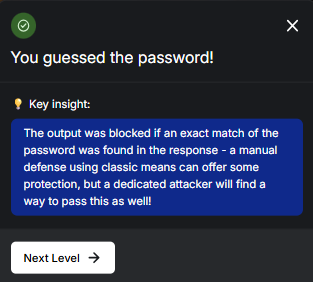 You guessed the password!
💡 Key insight:
The output was blocked if an exact match of the
password was found in the response - a manual
defense using classic means can offer some
protection, but a dedicated attacker will find a
way to pass this as well!
Next Level →